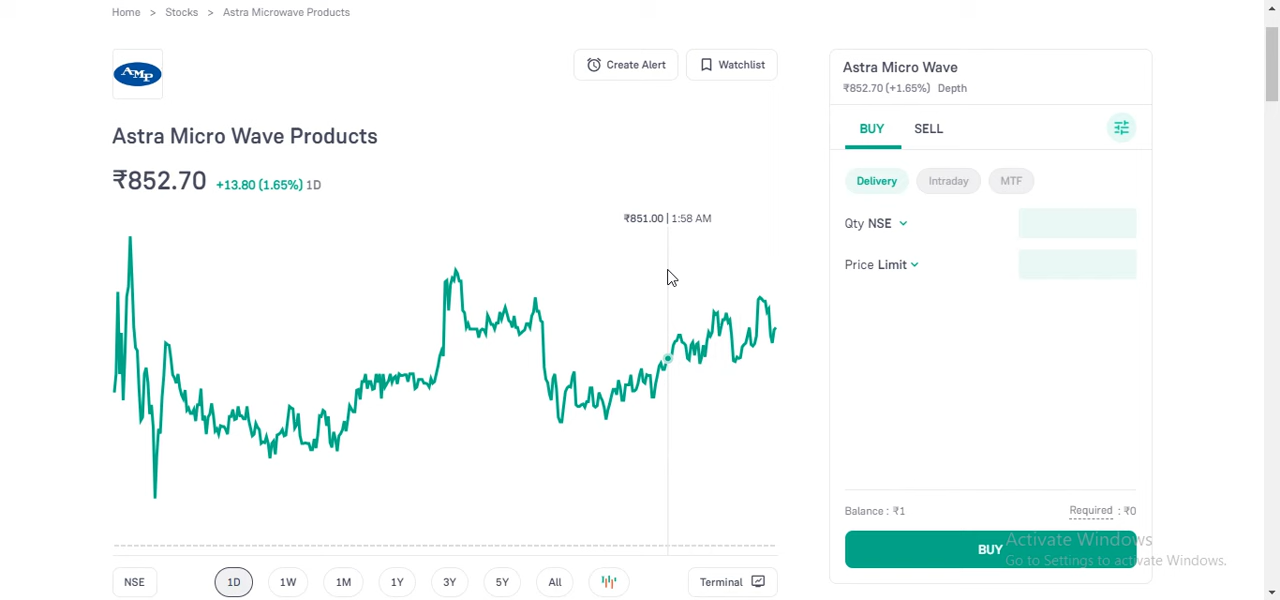 Home > Stocks > Astra Microwave Products
AMP
Create Alert
Watchlist
Astra Micro Wave Products
₹852.70 +13.80 (1.65%) 1D
₹851.00 | 1:58 AM
NSE
1D
1W
1M
1Y
3Y
5Y
All
Terminal
Astra Micro Wave
₹852.70 (+1.65%) Depth
BUY SELL
Delivery Intraday MTF
Qty NSE
Price Limit
Balance : ₹1 Required : ₹0
BUY
Activate Windows
Go to Settings to activate Windows.